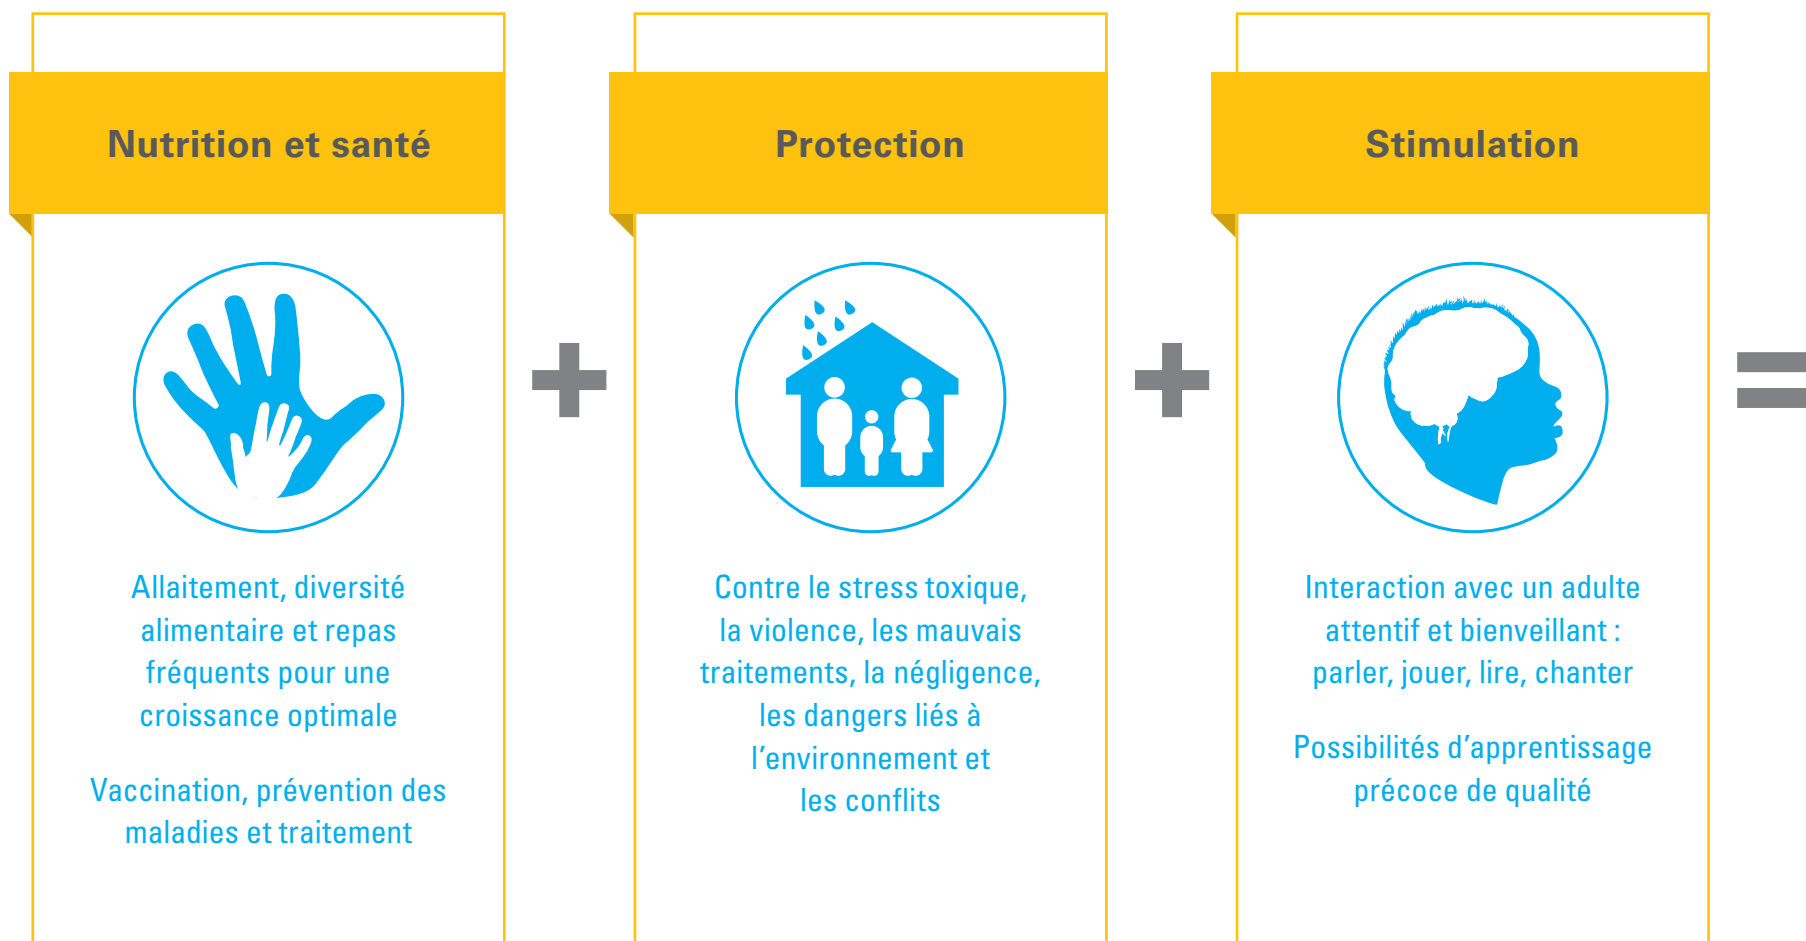 Nutrition et santé
Allaitement, diversité
alimentaire et repas
fréquents pour une
croissance optimale
Vaccination, prévention des
maladies et traitement
+
Protection
Contre le stress toxique,
la violence, les mauvais
traitements, la négligence,
les dangers liés à
l’environnement et
les conflits
+
Stimulation
Interaction avec un adulte
attentif et bienveillant :
parler, jouer, lire, chanter
Possibilités d’apprentissage
précoce de qualité
=